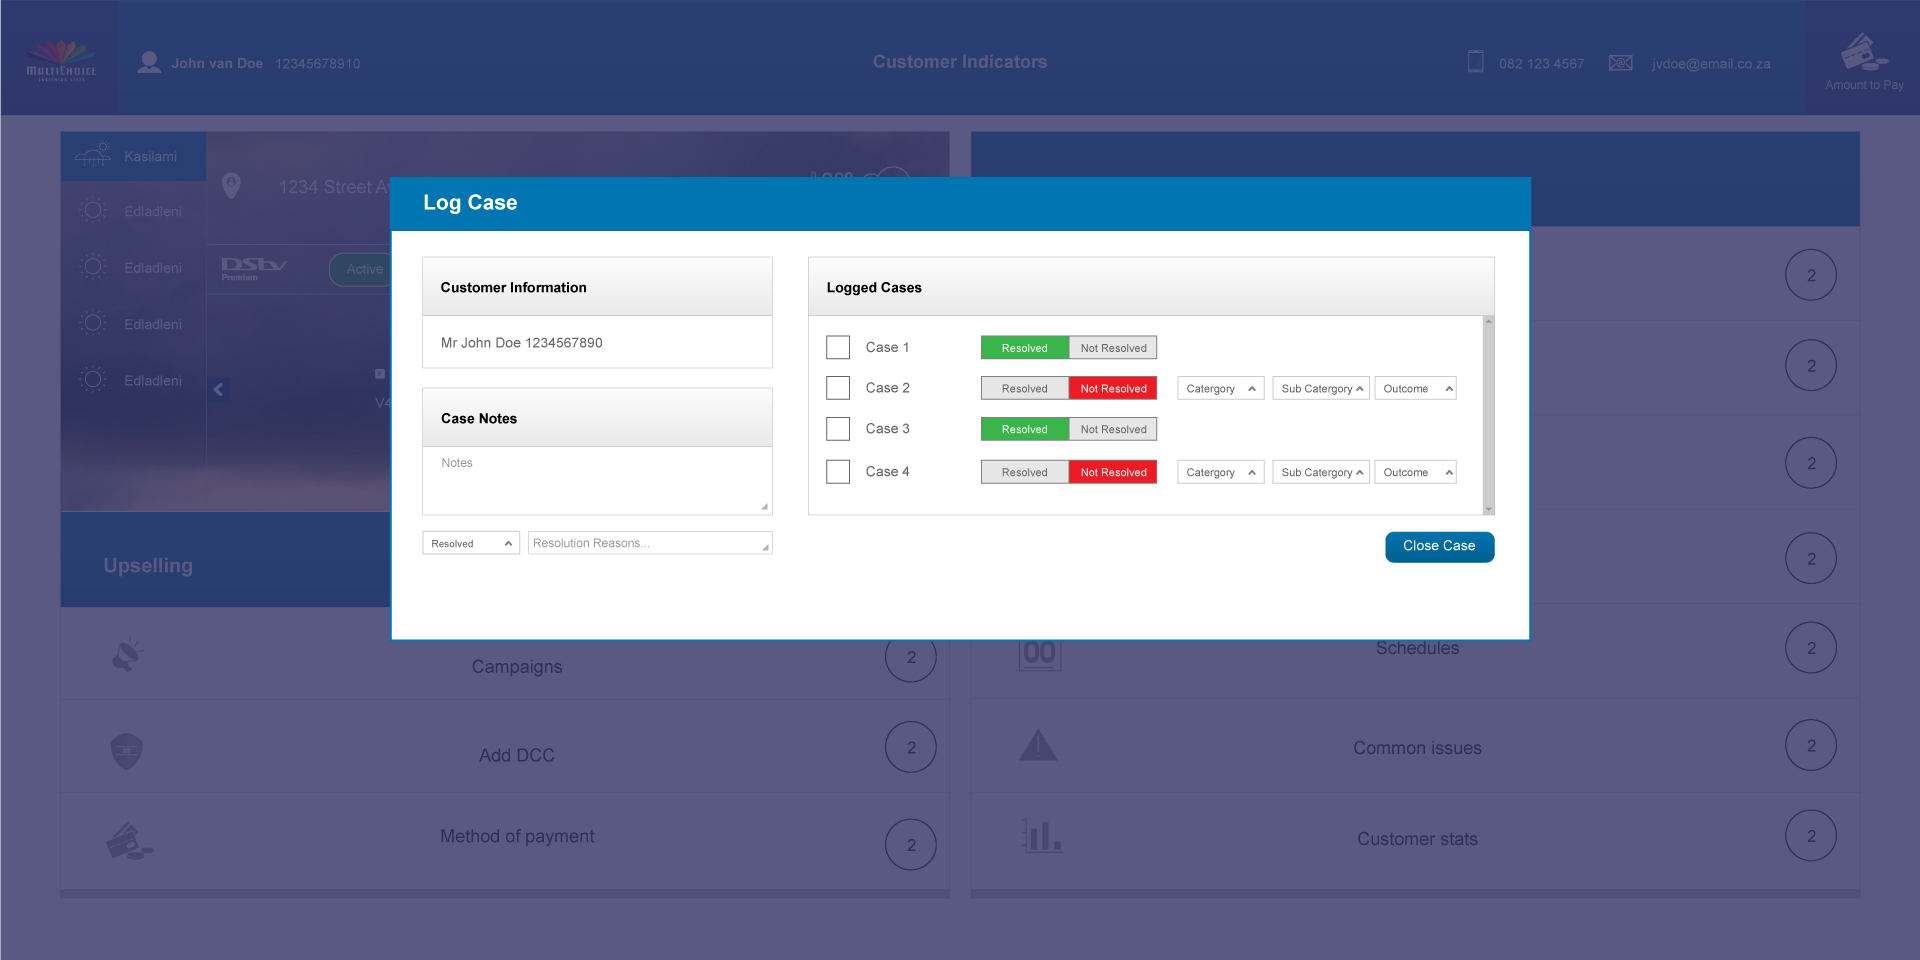 MULTICHOICE
ENRICHING LIVES
John van Doe 12345678910
Customer Indicators
082 123 4567
jvdoe@email.co.za
Amount to Pay
Kasilami
Edladleni
Edladleni
Edladleni
Edladleni
1234 Street
DStv
Premium
Active
V4
Log Case
Customer Information
Mr John Doe 1234567890
Case Notes
Notes
Resolved
Resolution Reasons...
Logged Cases
Case 1 Resolved Not Resolved
Case 2 Resolved Not Resolved Catergory Sub Catergory Outcome
Case 3 Resolved Not Resolved
Case 4 Resolved Not Resolved Catergory Sub Catergory Outcome
Close Case
2
2
2
2
Upselling
Campaigns 2
Add DCC 2
Method of payment 2
00 Schedules 2
Common issues 2
Customer stats 2